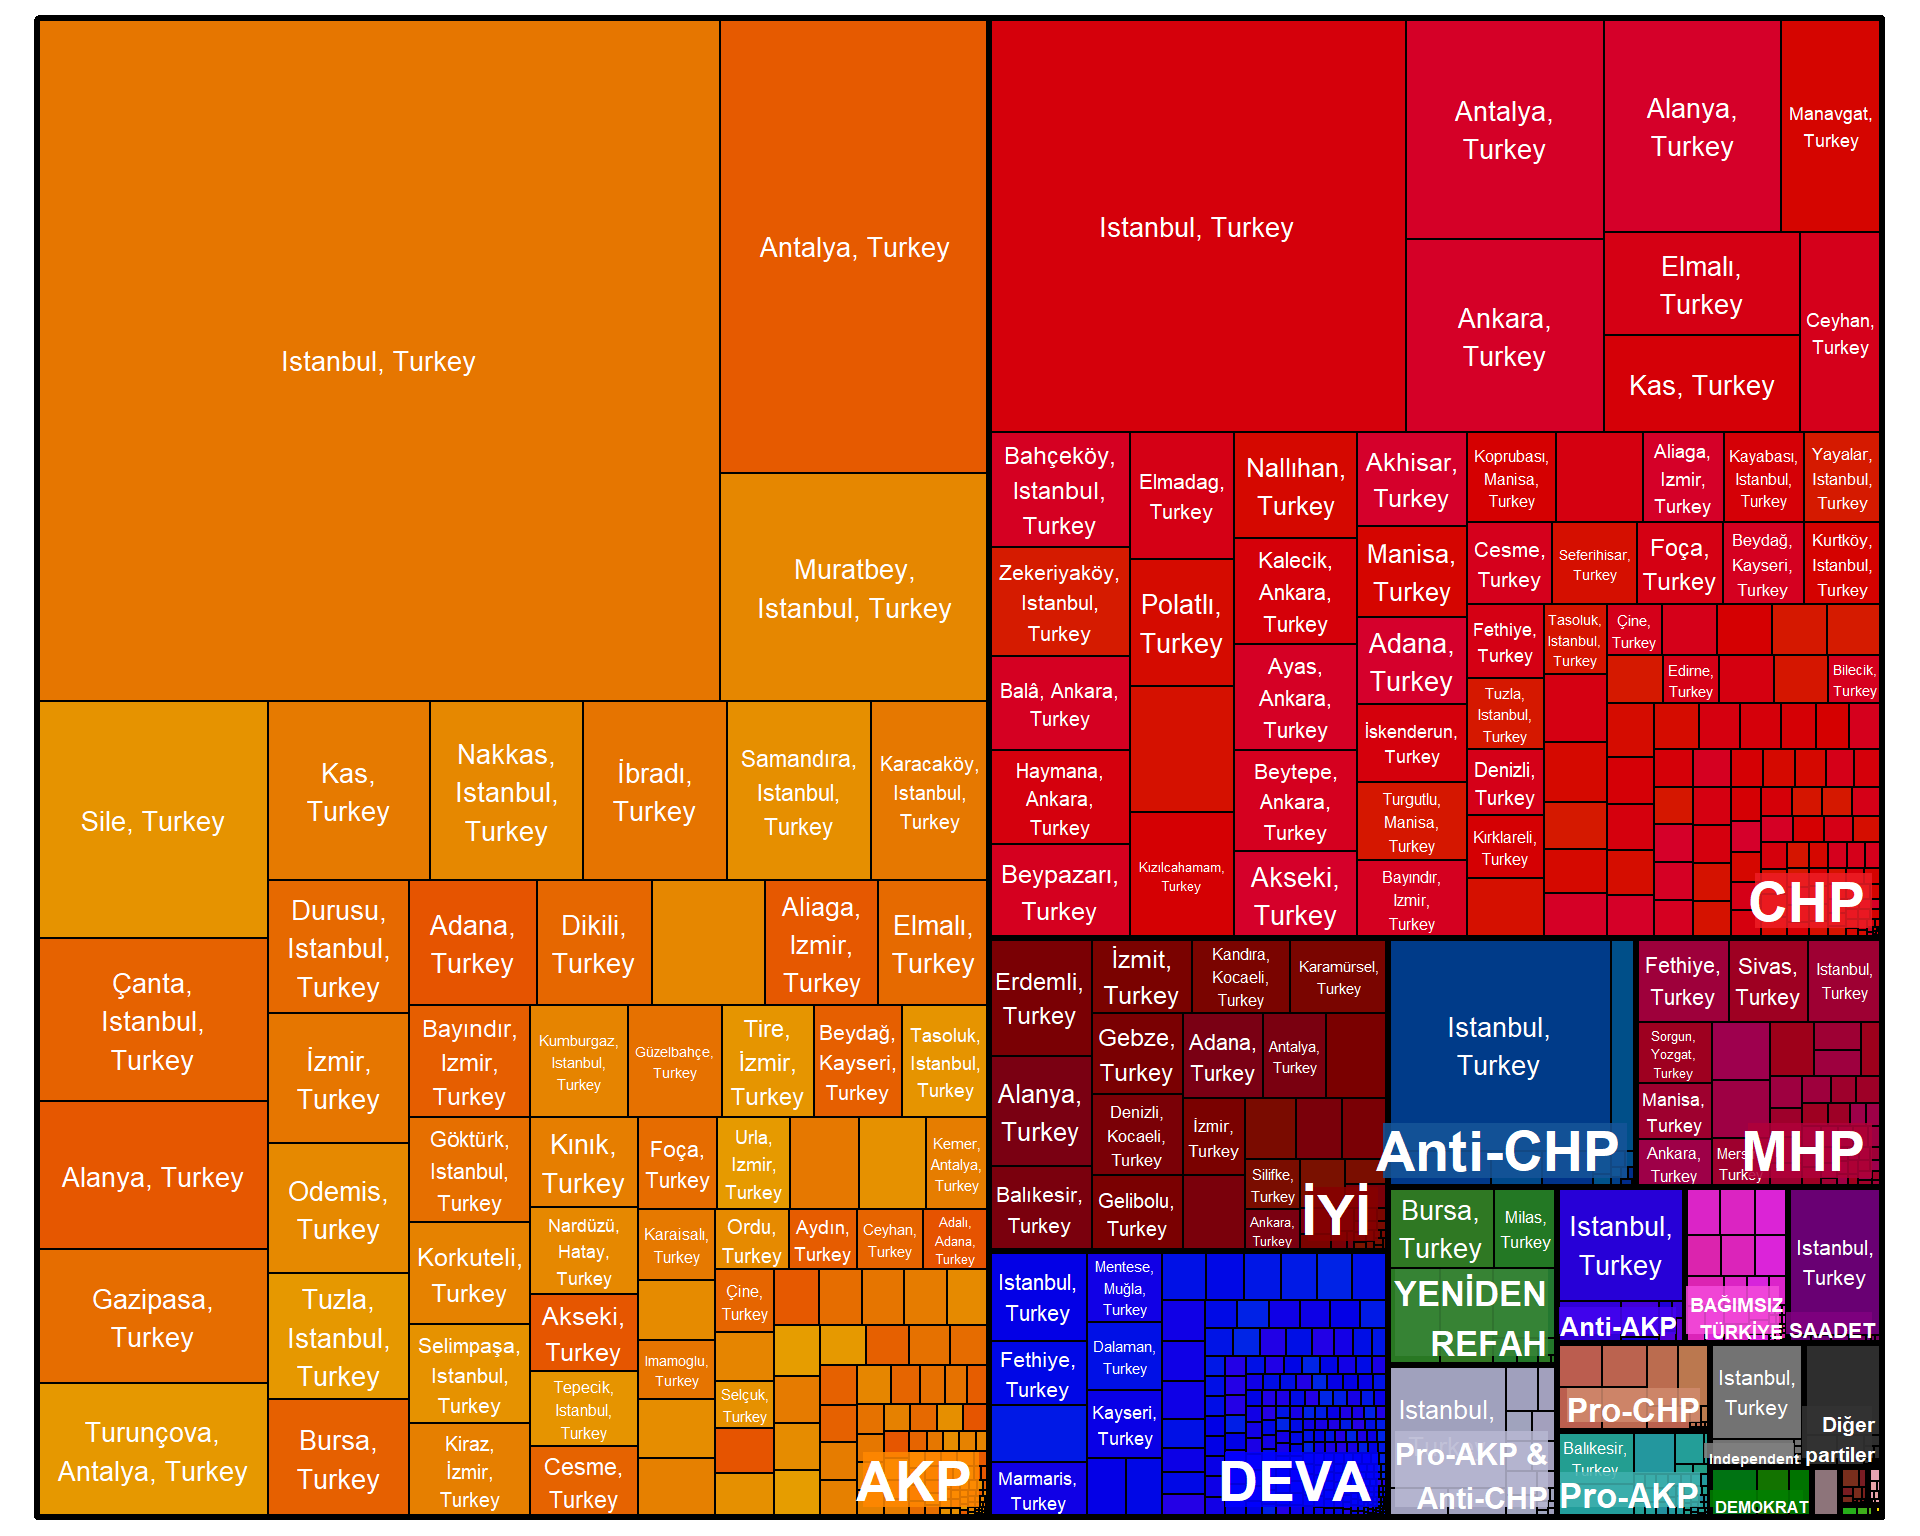 Istanbul, Turkey
Antalya, Turkey
Muratbey,
Istanbul, Turkey
Sile, Turkey
Kas,
Turkey
Nakkas,
Istanbul,
Turkey
İbradı,
Turkey
Samandıra,
Istanbul,
Turkey
Karacaköy,
Istanbul,
Turkey
Çanta,
Istanbul,
Turkey
Alanya, Turkey
Gazipasa,
Turkey
Turunçova,
Antalya, Turkey
Durusu,
Istanbul,
Turkey
İzmir,
Turkey
Odemis,
Turkey
Tuzla,
Istanbul,
Turkey
Bursa,
Turkey
Adana,
Turkey
Dikili,
Turkey
Aliaga,
Izmir,
Turkey
Elmalı,
Turkey
Bayındır,
Izmir,
Turkey
Göktürk,
Istanbul,
Turkey
Korkuteli,
Turkey
Selimpaşa,
Istanbul,
Turkey
Kiraz,
İzmir,
Turkey
Kumburgaz,
Istanbul,
Turkey
Güzelbahçe,
Turkey
Tire,
İzmir,
Turkey
Beydağ,
Kayseri,
Turkey
Tasoluk,
Istanbul,
Turkey
Kınık,
Turkey
Nardüzü,
Hatay,
Turkey
Akseki,
Turkey
Tepecik,
Istanbul,
Turkey
Cesme,
Turkey
Foça,
Turkey
Urla,
Izmir,
Turkey
Kemer,
Antalya,
Turkey
Karaisalı,
Turkey
Ordu,
Turkey
Aydın,
Turkey
Ceyhan,
Turkey
Adalı,
Adana,
Turkey
Imamoglu,
Turkey
Çine,
Turkey
Selçuk,
Turkey
AKP
Istanbul, Turkey
Antalya,
Turkey
Alanya,
Turkey
Manavgat,
Turkey
Ankara,
Turkey
Elmalı,
Turkey
Kas, Turkey
Ceyhan,
Turkey
Bahçeköy,
Istanbul,
Turkey
Zekeriyaköy,
Istanbul,
Turkey
Balâ, Ankara,
Turkey
Haymana,
Ankara,
Turkey
Beypazarı,
Turkey
Elmadag,
Turkey
Polatlı,
Turkey
Kızılcahamam,
Turkey
Nallıhan,
Turkey
Kalecik,
Ankara,
Turkey
Ayas,
Ankara,
Turkey
Beytepe,
Ankara,
Turkey
Akseki,
Turkey
Akhisar,
Turkey
Manisa,
Turkey
Adana,
Turkey
İskenderun,
Turkey
Turgutlu,
Manisa,
Turkey
Bayındır,
Izmir,
Turkey
Koprubası,
Manisa,
Turkey
Aliaga,
Izmir,
Turkey
Kayabası,
Istanbul,
Turkey
Yayalar,
Istanbul,
Turkey
Cesme,
Turkey
Seferihisar,
Turkey
Foça,
Turkey
Beydağ,
Kayseri,
Turkey
Kurtköy,
Istanbul,
Turkey
Fethiye,
Turkey
Tuzla,
Istanbul,
Turkey
Denizli,
Turkey
Kırklareli,
Turkey
Tasoluk,
Istanbul,
Turkey
Çine,
Turkey
Edirne,
Turkey
Bilecik,
Turkey
CHP
Erdemli,
Turkey
Alanya,
Turkey
Balıkesir,
Turkey
İzmit,
Turkey
Kandıra,
Kocaeli,
Turkey
Karamürsel,
Turkey
Gebze,
Turkey
Adana,
Turkey
Antalya,
Turkey
Denizli,
Kocaeli,
Turkey
İzmir,
Turkey
Gelibolu,
Turkey
Silifke,
Turkey
Ankara,
Turkey
İYİ
Istanbul,
Turkey
Anti-CHP
Fethiye,
Turkey
Sivas,
Turkey
Istanbul,
Turkey
Sorgun,
Yozgat,
Turkey
Manisa,
Turkey
Ankara,
Turkey
MHP
Istanbul,
Turkey
Fethiye,
Turkey
Marmaris,
Turkey
Mentese,
Muğla,
Turkey
Dalaman,
Turkey
Kayseri,
Turkey
DEVA
Bursa,
Turkey
Milas,
Turkey
YENİDEN
REFAH
Istanbul,
Turkey
Anti-AKP
BAĞIMSIZ
TÜRKİYE
Istanbul,
Turkey
SAADET
Istanbul,
Pro-AKP &
Anti-CHP
Pro-CHP
Balıkesir,
Turkey
Pro-AKP
Istanbul,
Turkey
Independent
Diğer
partiler
DEMOKRAT